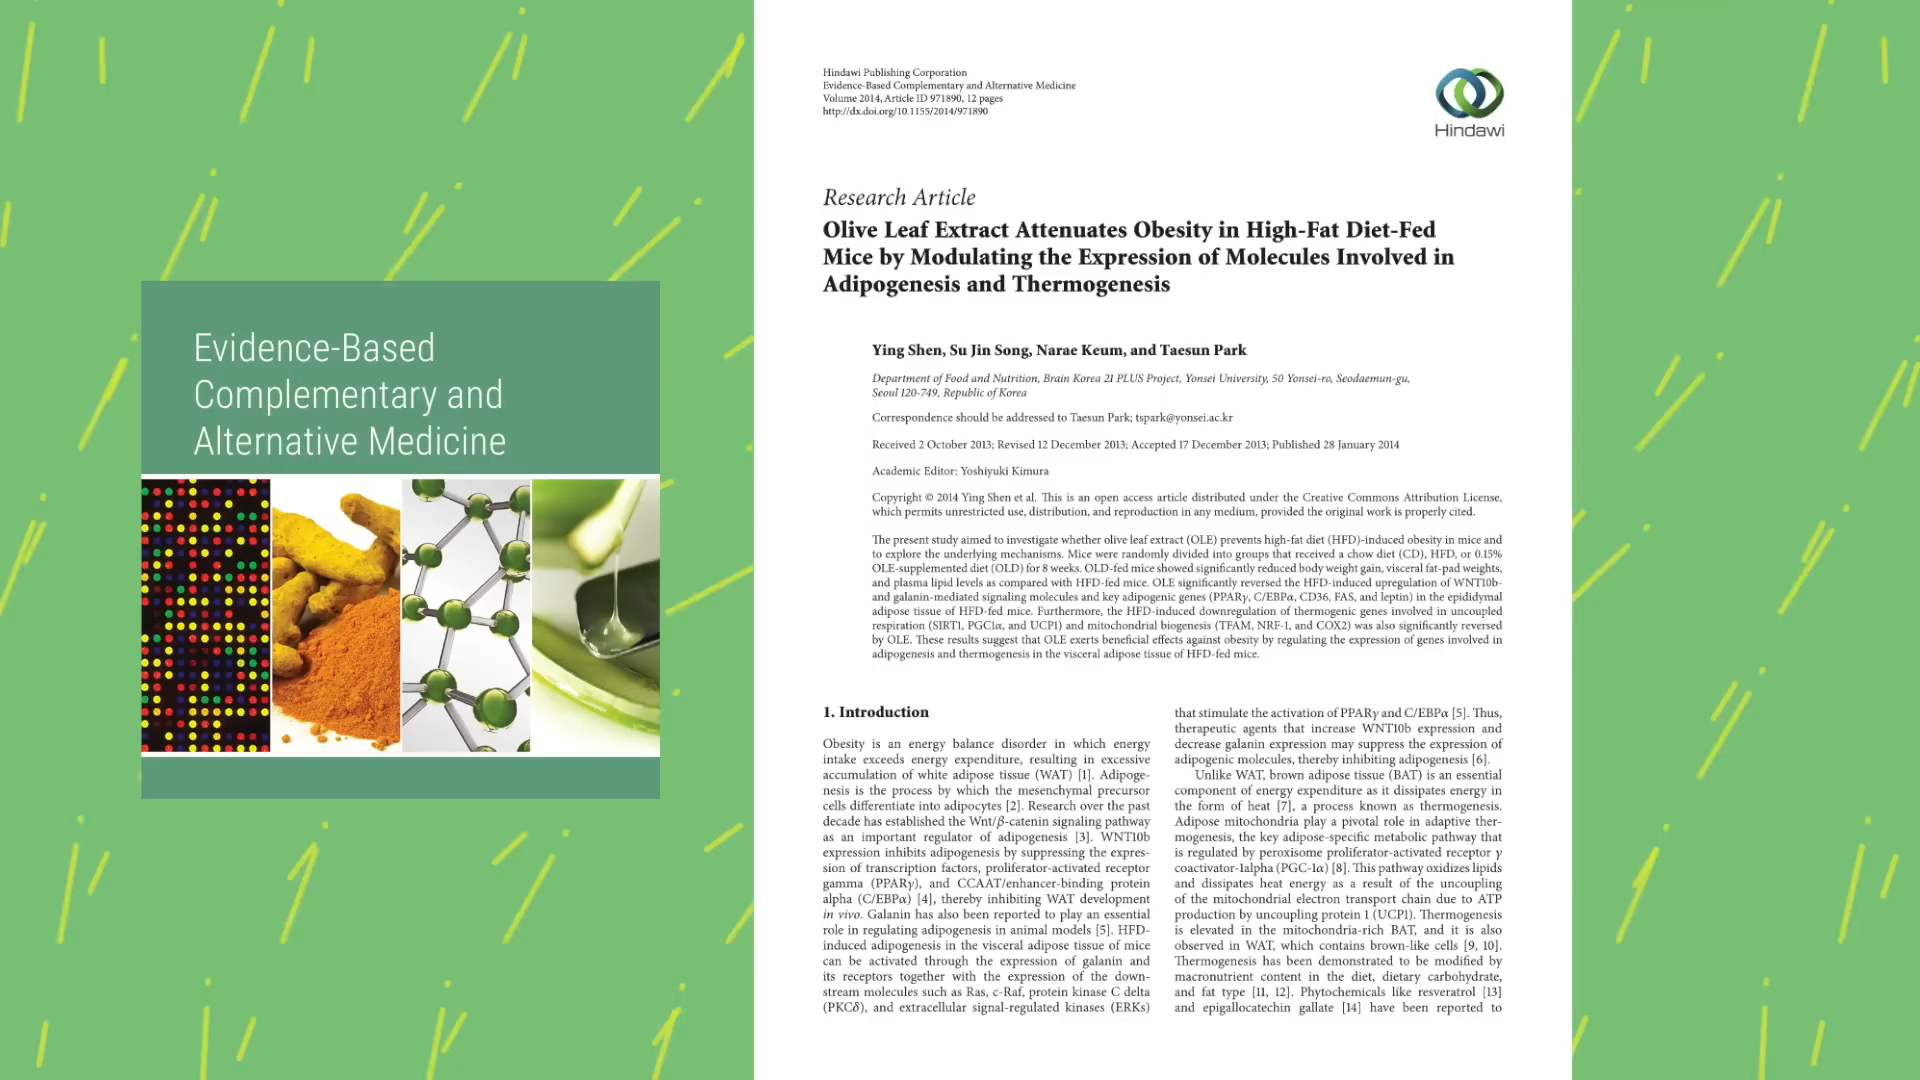 Evidence-Based
Complementary and
Alternative Medicine
Hindawi Publishing Corporation
Evidence-Based Complementary and Alternative Medicine
Volume 2014, Article ID 971890, 12 pages
http://dx.doi.org/10.1155/2014/971890
Hindawi
Research Article
Olive Leaf Extract Attenuates Obesity in High-Fat Diet-Fed
Mice by Modulating the Expression of Molecules Involved in
Adipogenesis and Thermogenesis
Ying Shen, Su Jin Song, Narae Keum, and Taesun Park
Department of Food and Nutrition, Brain Korea 21 PLUS Project, Yonsei University, 50 Yonsei-ro, Seodaemun-gu,
Seoul 120-749, Republic of Korea
Correspondence should be addressed to Taesun Park; tspark@yonsei.ac.kr
Received 2 October 2013; Revised 12 December 2013; Accepted 17 December 2013; Published 28 January 2014
Academic Editor: Yoshiyuki Kimura
Copyright © 2014 Ying Shen et al. This is an open access article distributed under the Creative Commons Attribution License,
which permits unrestricted use, distribution, and reproduction in any medium, provided the original work is properly cited.
The present study aimed to investigate whether olive leaf extract (OLE) prevents high-fat diet (HFD)-induced obesity in mice and
to explore the underlying mechanisms. Mice were randomly divided into groups that received a chow diet (CD), HFD, or 0.15%
OLE-supplemented diet (OLD) for 8 weeks. OLD-fed mice showed significantly reduced body weight gain, visceral fat-pad weights,
and plasma lipid levels as compared with HFD-fed mice. OLE significantly reversed the HFD-induced upregulation of WNT10b-
and galanin-mediated signaling molecules and key adipogenic genes (PPARγ, C/EBPα, CD36, FAS, and leptin) in the epididymal
adipose tissue of HFD-fed mice. Furthermore, the HFD-induced downregulation of thermogenic genes involved in uncoupled
respiration (SIRT1, PGC1α, and UCP1) and mitochondrial biogenesis (TFAM, NRF-1, and COX2) was also significantly reversed
by OLE. These results suggest that OLE exerts beneficial effects against obesity by regulating the expression of genes involved in
adipogenesis and thermogenesis in the visceral adipose tissue of HFD-fed mice.
1. Introduction
Obesity is an energy balance disorder in which energy
intake exceeds energy expenditure, resulting in excessive
accumulation of white adipose tissue (WAT) [1]. Adipoge-
nesis is the process by which the mesenchymal precursor
cells differentiate into adipocytes [2]. Research over the past
decade has established the Wnt/β-catenin signaling pathway
as an important regulator of adipogenesis [3]. WNT10b
expression inhibits adipogenesis by suppressing the expres-
sion of transcription factors, proliferator-activated receptor
gamma (PPARγ), and CCAAT/enhancer-binding protein
alpha (C/EBPα) [4], thereby inhibiting WAT development
in vivo. Galanin has also been reported to play an essential
role in regulating adipogenesis in animal models [5]. HFD-
induced adipogenesis in the visceral adipose tissue of mice
can be activated through the expression of galanin and
its receptors together with the expression of the down-
stream molecules such as Ras, c-Raf, protein kinase C delta
(PKCδ), and extracellular signal-regulated kinases (ERKs)
that stimulate the activation of PPARγ and C/EBPα [5]. Thus,
therapeutic agents that increase WNT10b expression and
decrease galanin expression may suppress the expression of
adipogenic molecules, thereby inhibiting adipogenesis [6].
Unlike WAT, brown adipose tissue (BAT) is an essential
component of energy expenditure as it dissipates energy in
the form of heat [7], a process known as thermogenesis.
Adipose mitochondria play a pivotal role in adaptive ther-
mogenesis, the key adipose-specific metabolic pathway that
is regulated by peroxisome proliferator-activated receptor γ
coactivator-1alpha (PGC-1α) [8]. This pathway oxidizes lipids
and dissipates heat energy as a result of the uncoupling
of the mitochondrial electron transport chain due to ATP
production by uncoupling protein 1 (UCP1). Thermogenesis
is elevated in the mitochondria-rich BAT, and it is also
observed in WAT, which contains brown-like cells [9, 10].
Thermogenesis has been demonstrated to be modified by
macronutrient content in the diet, dietary carbohydrate,
and fat type [11, 12]. Phytochemicals like resveratrol [13]
and epigallocatechin gallate [14] have been reported to